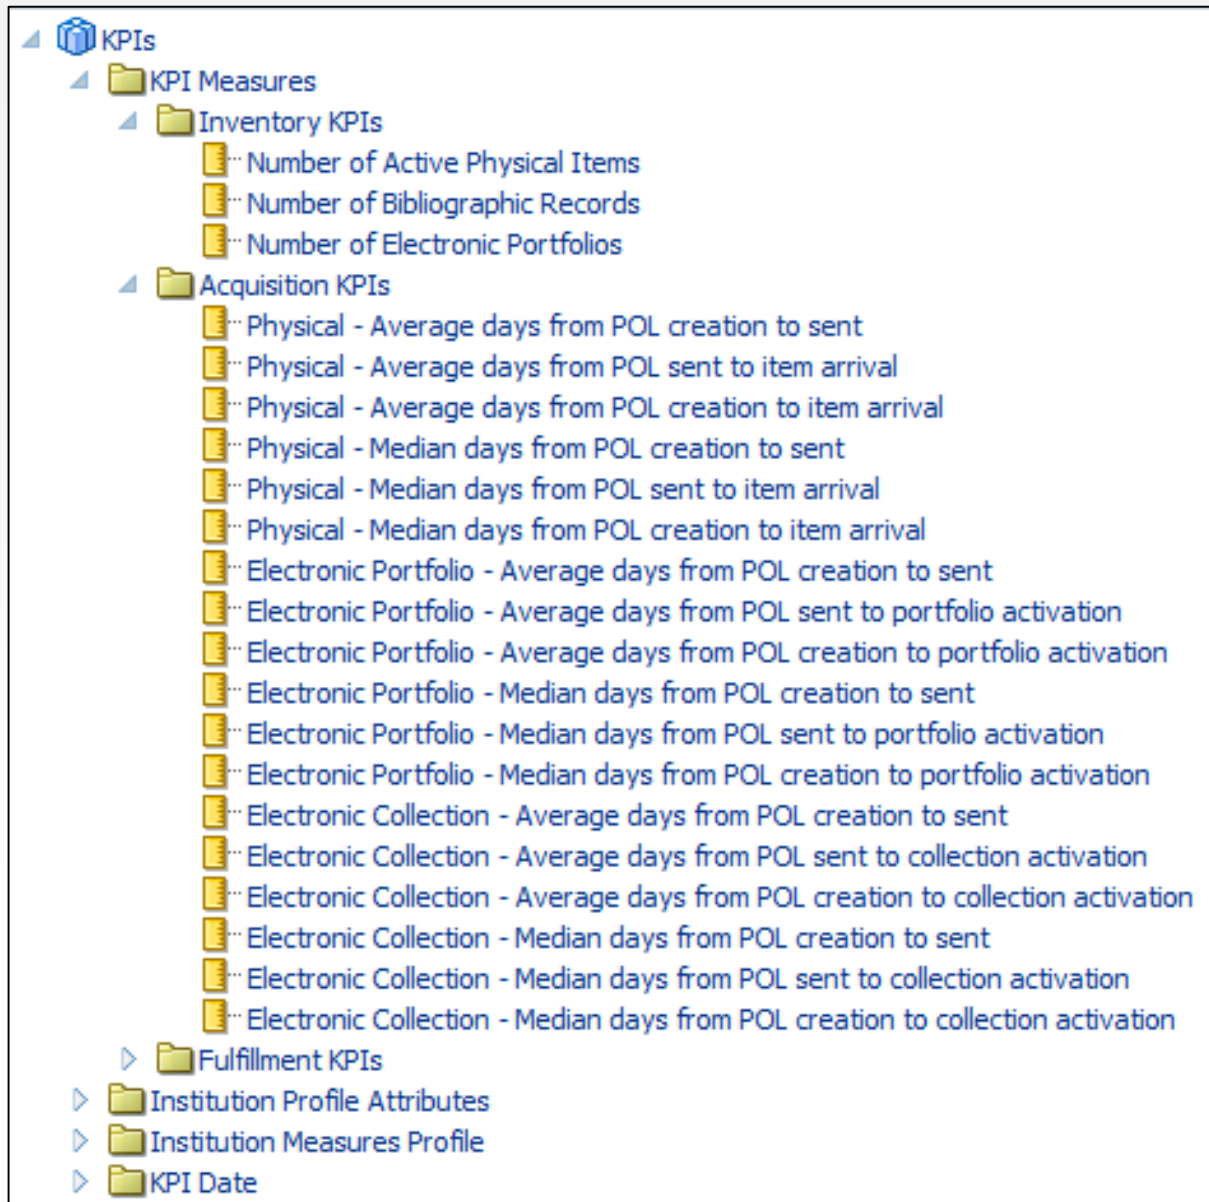 KPIs
KPI Measures
Inventory KPIs
Number of Active Physical Items
Number of Bibliographic Records
Number of Electronic Portfolios
Acquisition KPIs
Physical - Average days from POL creation to sent
Physical - Average days from POL sent to item arrival
Physical - Average days from POL creation to item arrival
Physical - Median days from POL creation to sent
Physical - Median days from POL sent to item arrival
Physical - Median days from POL creation to item arrival
Electronic Portfolio - Average days from POL creation to sent
Electronic Portfolio - Average days from POL sent to portfolio activation
Electronic Portfolio - Average days from POL creation to portfolio activation
Electronic Portfolio - Median days from POL creation to sent
Electronic Portfolio - Median days from POL sent to portfolio activation
Electronic Portfolio - Median days from POL creation to portfolio activation
Electronic Collection - Average days from POL creation to sent
Electronic Collection - Average days from POL sent to collection activation
Electronic Collection - Average days from POL creation to collection activation
Electronic Collection - Median days from POL creation to sent
Electronic Collection - Median days from POL sent to collection activation
Electronic Collection - Median days from POL creation to collection activation
Fulfillment KPIs
Institution Profile Attributes
Institution Measures Profile
KPI Date